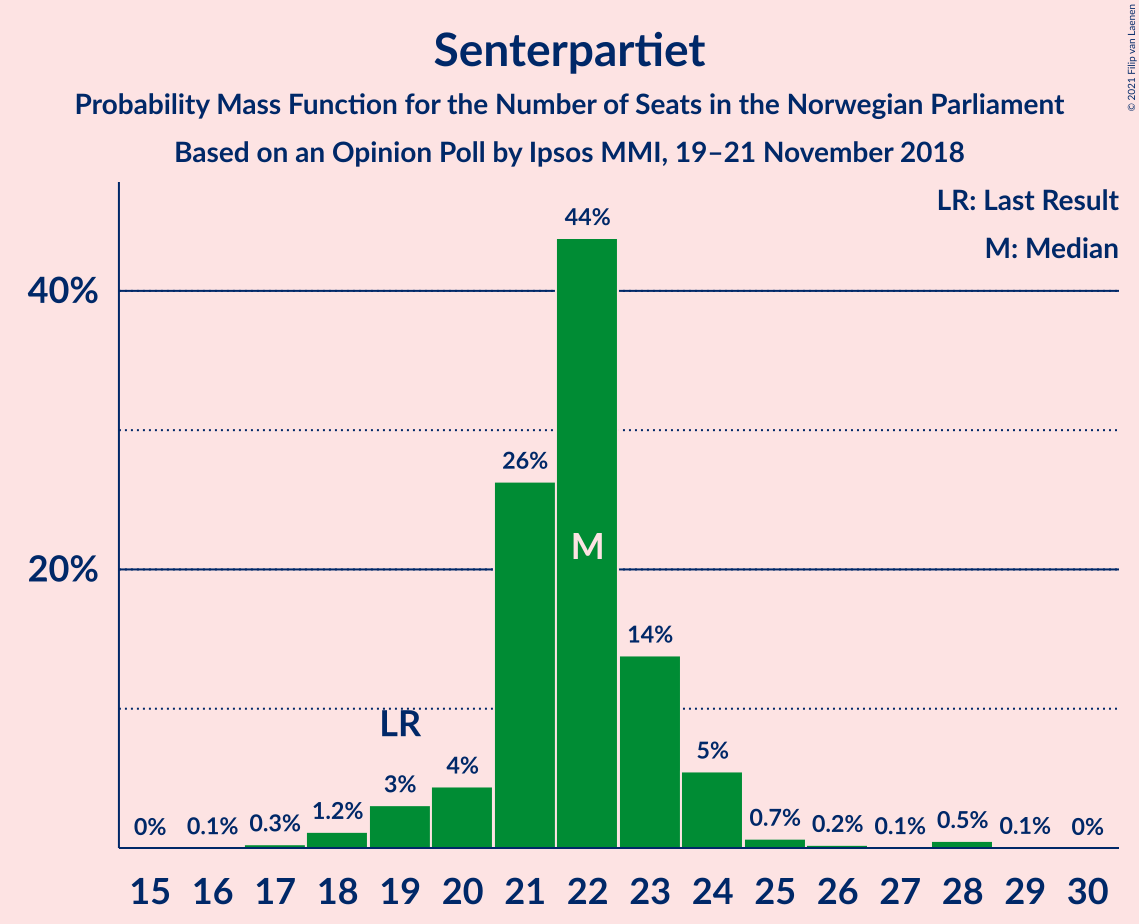 Senterpartiet
Probability Mass Function for the Number of Seats in the Norwegian Parliament
Based on an Opinion Poll by Ipsos MMI, 19–21 November 2018
© 2021 Filip van Laenen
LR: Last Result
M: Median
40%
20%
0% 0.1% 0.3% 1.2% 3% 4% 26% 44% 14% 5% 0.7% 0.2% 0.1% 0.5% 0.1% 0%
LR
M
15 16 17 18 19 20 21 22 23 24 25 26 27 28 29 30